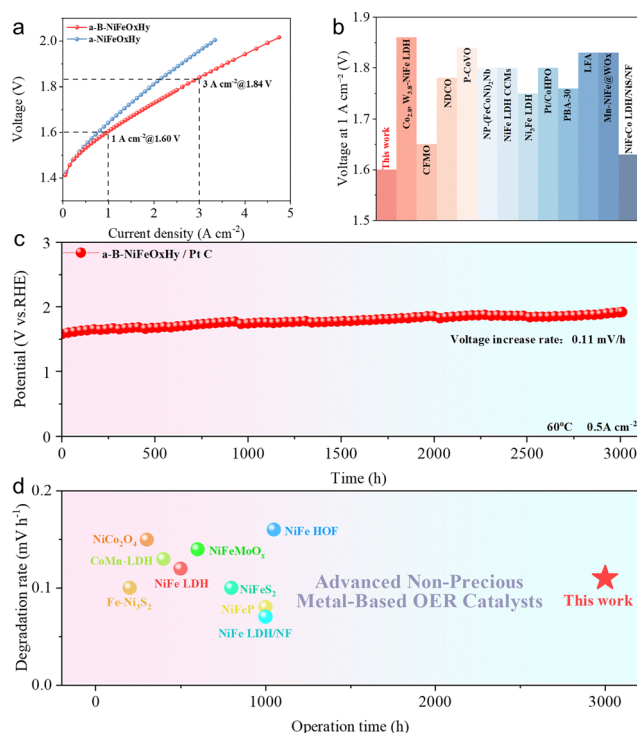 a
a-B-NiFeOxHy
a-NiFeOxHy
2.0
1.8
1.6
1.4
Voltage (V)
3 A cm⁻²@1.84 V
1 A cm⁻²@1.60 V
0 1 2 3 4 5
Current density (A cm⁻²)
b
1.9
1.8
1.7
1.6
1.5
Voltage at 1 A cm⁻² (V)
This work
CFMO
NDCO
P-CoVO
NP-(FeCoNi)₂Nb
NiFe LDH CC/Ms
Ni₃Fe LDH
Pt/CoHPO
PBA-30
LFA
Mn-NiFe@WOx
NiFeCo LDH/NIS/NF
c
a-B-NiFeOxHy / Pt C
3
2
1
0
Potential (V vs.RHE)
Voltage increase rate: 0.11 mV/h
60°C 0.5A cm⁻²
0 500 1000 1500 2000 2500 3000
Time (h)
d
0.2
0.1
0.0
Degradation rate (mV h⁻¹)
NiCo₂O₄
CoMn-LDH
NiFe LDH
Fe-Ni₃S₂
NiFeMoOₓ
NiFe HOF
NiFeS₂
NiFeP
NiFe LDH/NF
Advanced Non-Precious
Metal-Based OER Catalysts
This work
0 1000 2000 3000
Operation time (h)